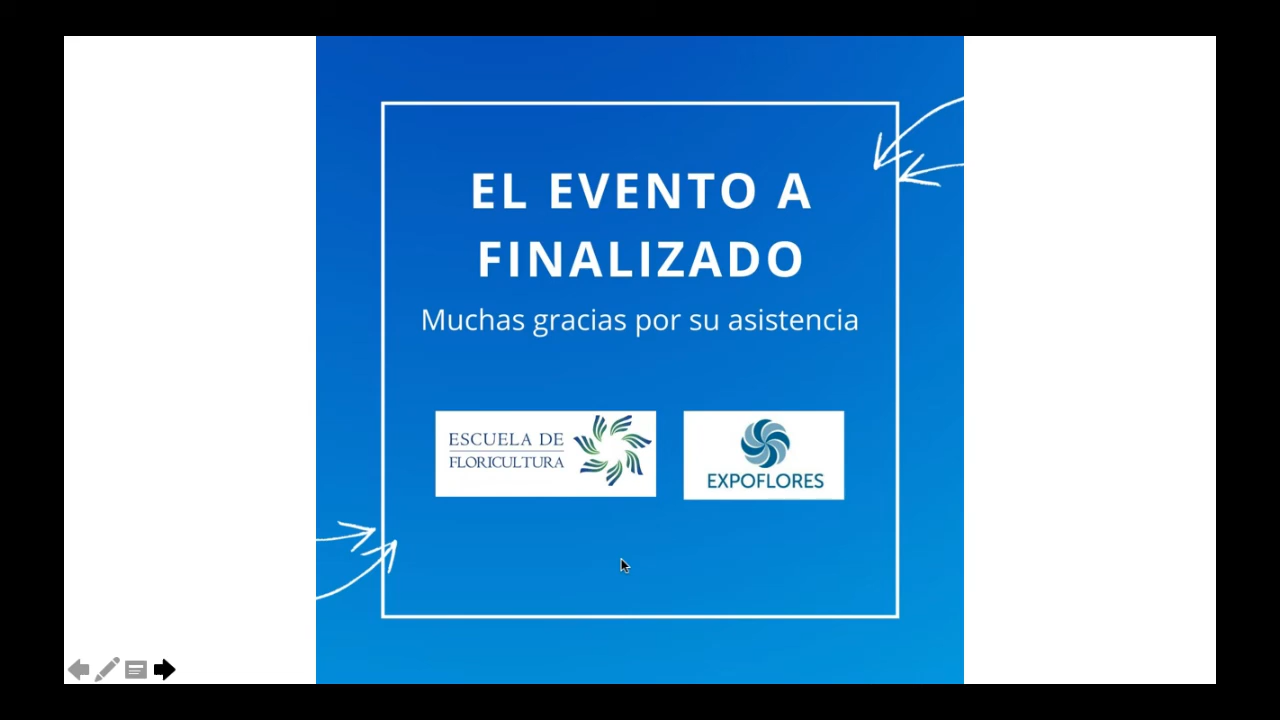 EL EVENTO A
FINALIZADO
Muchas gracias por su asistencia
ESCUELA DE
FLORICULTURA
EXPOFLORES